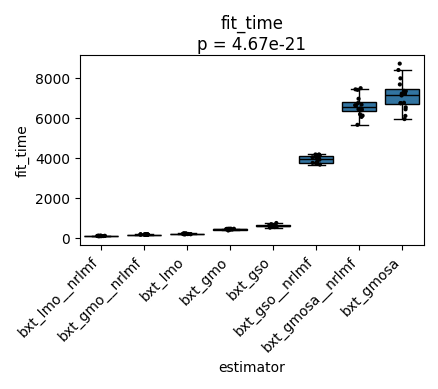 fit_time
p = 4.67e-21
8000
6000
4000
2000
0
fit_time
bxt_lmo__nrlmf
bxt_gmo__nrlmf
bxt_lmo
bxt_gmo
bxt_gso
bxt_gso__nrlmf
bxt_gmosa__nrlmf
bxt_gmosa
estimator